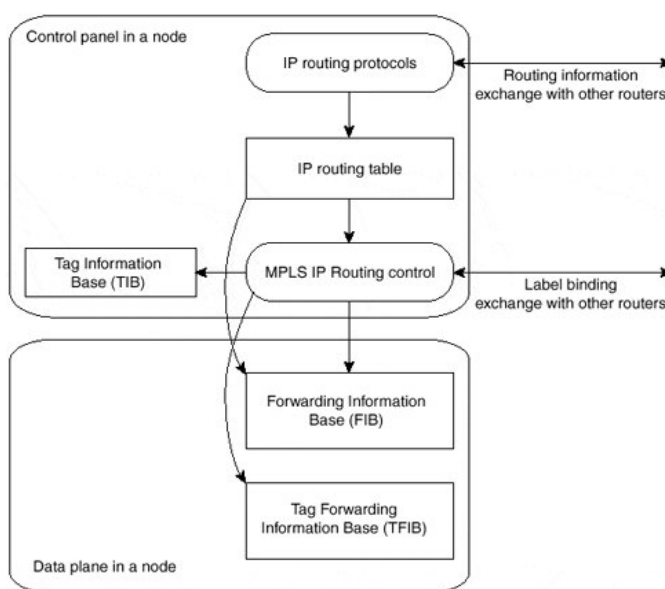 Control panel in a node
IP routing protocols
Routing information
exchange with other routers
IP routing table
Tag Information
Base (TIB)
MPLS IP Routing control
Label binding
exchange with other routers
Forwarding Information
Base (FIB)
Tag Forwarding
Information Base (TFIB)
Data plane in a node